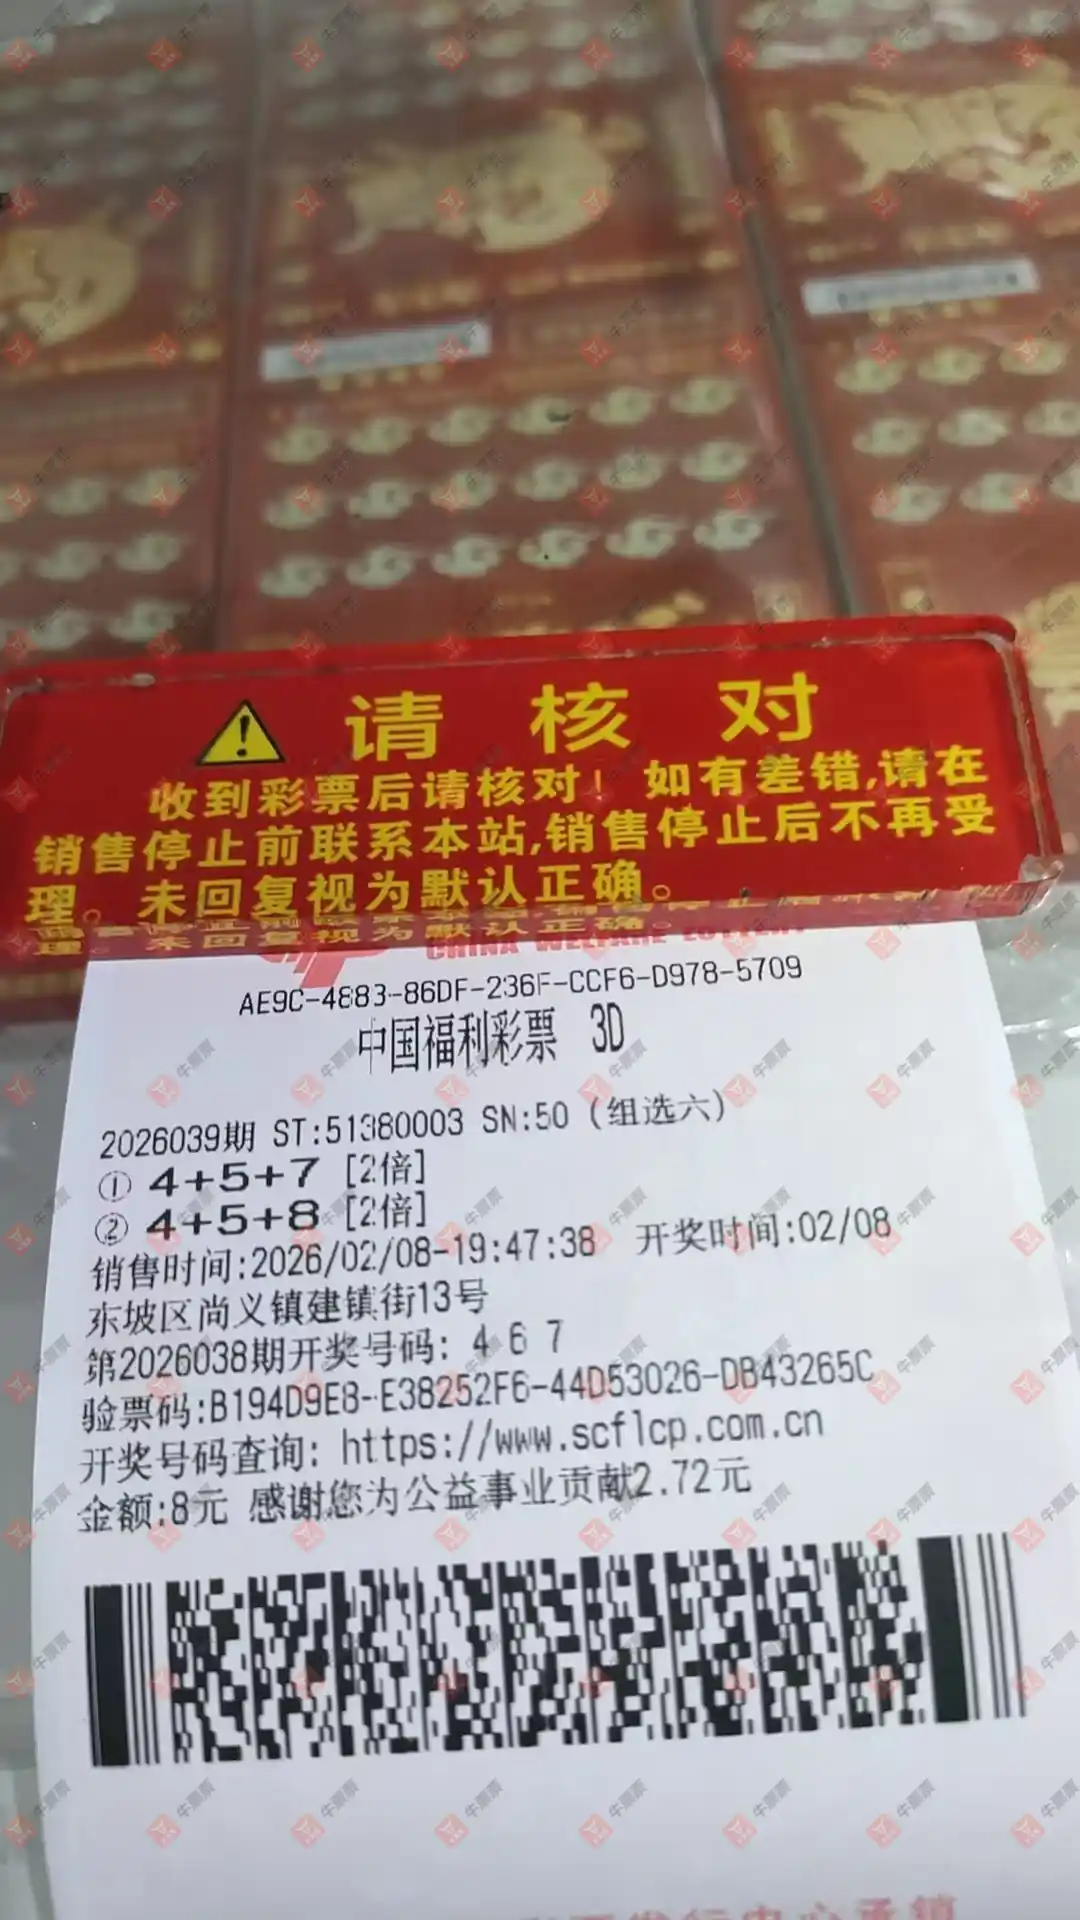 请核对
收到彩票后请核对！如有差错,请在
销售停止前联系本站,销售停止后不再受
理。未回复视为默认正确。
CHINA WELFARE LOTTERY
AE9C-4883-86DF-236F-CCF6-D978-5709
中国福利彩票 3D
2026039期 ST:51380003 SN:50 (组选六)
① 4+5+7 [2倍]
② 4+5+8 [2倍]
销售时间:2026/02/08-19:47:38 开奖时间:02/08
东坡区尚义镇建镇街13号
第2026038期开奖号码: 4 6 7
验票码:B194D9E8-E38252F6-44D53026-DB43265C
开奖号码查询: https://www.scflcp.com.cn
金额:8元 感谢您为公益事业贡献2.72元
牛票票